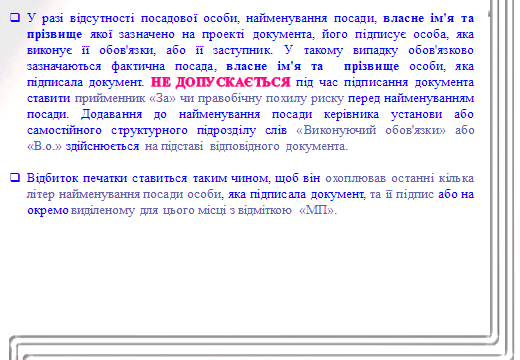 У разі відсутності посадової особи, найменування посади, власне ім'я та
прізвище якої зазначено на проекті документа, його підписує особа, яка
виконує її обов'язки, або її заступник. У такому випадку обов'язково
зазначаються фактична посада, власне ім'я та прізвище особи, яка
підписала документ. НЕ ДОПУСКАЄТЬСЯ під час підписання документа
ставити прийменник «За» чи правобічну похилу риску перед найменуванням
посади. Додавання до найменування посади керівника установи або
самостійного структурного підрозділу слів «Виконуючий обов'язки» або
«В.о.» здійснюється на підставі відповідного документа.
Відбиток печатки ставиться таким чином, щоб він охоплював останні кілька
літер найменування посади особи, яка підписала документ, та її підпис або на
окремо виділеному для цього місці з відміткою «МП».